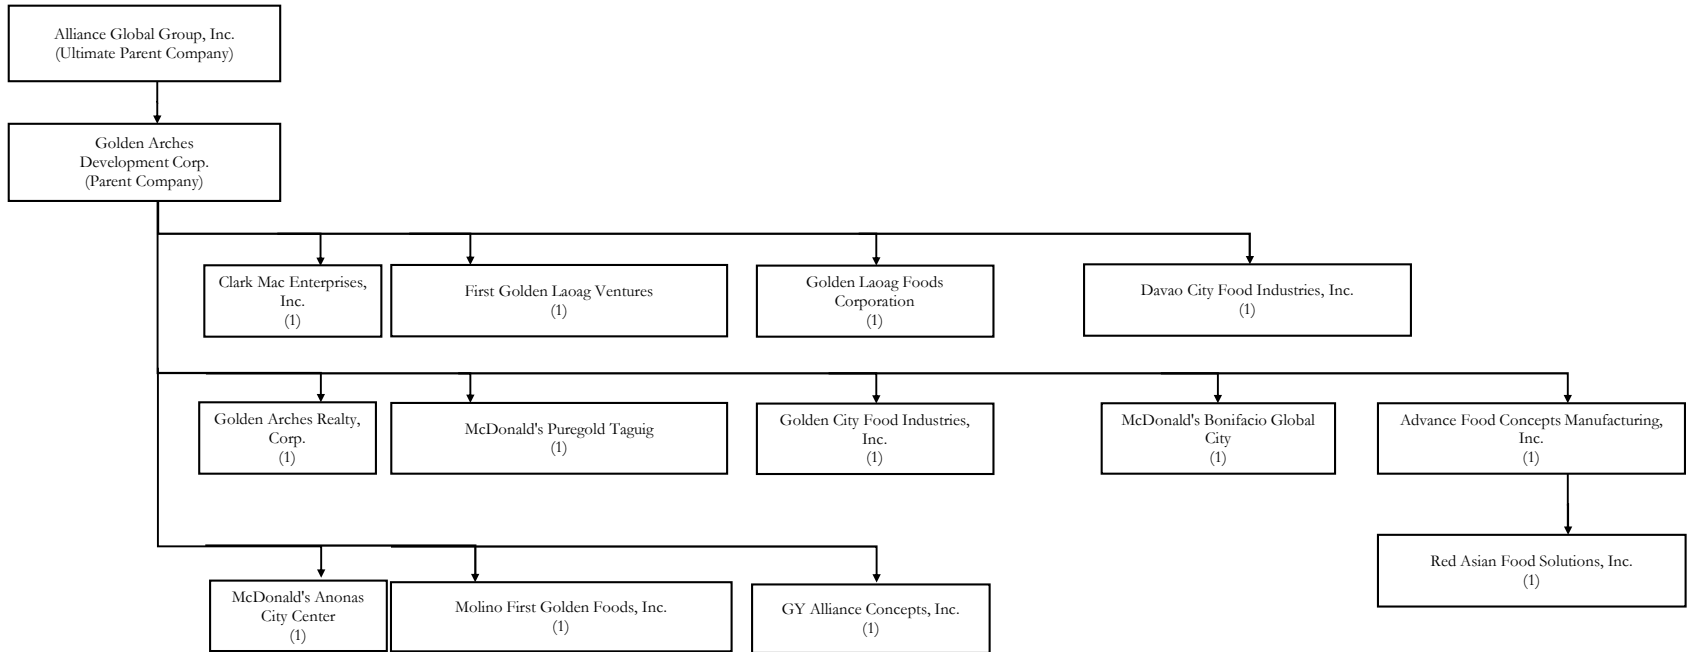 Alliance Global Group, Inc.
(Ultimate Parent Company)
Golden Arches
Development Corp.
(Parent Company)
Clark Mac Enterprises,
Inc.
(1)
First Golden Laoag Ventures
(1)
Golden Laoag Foods
Corporation
(1)
Davao City Food Industries, Inc.
(1)
Golden Arches Realty,
Corp.
(1)
McDonald's Puregold Taguig
(1)
Golden City Food Industries,
Inc.
(1)
McDonald's Bonifacio Global
City
(1)
Advance Food Concepts Manufacturing,
Inc.
(1)
Red Asian Food Solutions, Inc.
(1)
McDonald's Anonas
City Center
(1)
Molino First Golden Foods, Inc.
(1)
GY Alliance Concepts, Inc.
(1)